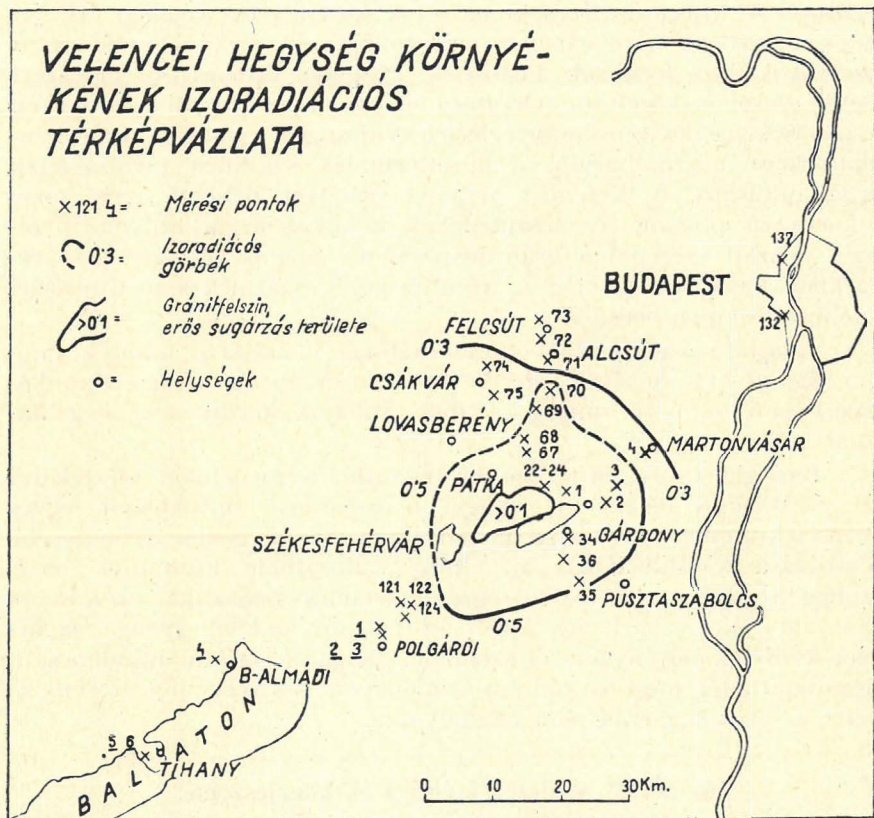 VELENCEI HEGYSÉG KÖRNYÉ-
KÉNEK IZORADIÁCIÓS
TÉRKÉPVÁZLATA
×121 4= Mérési pontok
0·3= Izoradiácós
görbék
>0·1= Gránitfelszín,
erős sugárzás területe
= Helységek
137
BUDAPEST
132
73
FELCSÚT
72
0·3
ALCSÚT
71
74
CSÁKVÁR
75
70
69
LOVASBERÉNY
68
67
4
MARTONVÁSÁR
22-24
3
PÁTKA
1
2
0·3
0·5
>0·1
GÁRDONY
SZÉKESFEHÉRVÁR
34
36
35
PUSZTASZABOLCS
121
122
124
0·5
1
2 3
POLGÁRDI
4
B-ALMÁDI
5 6
TIHANY
BALATON
0 10 20 30Km.